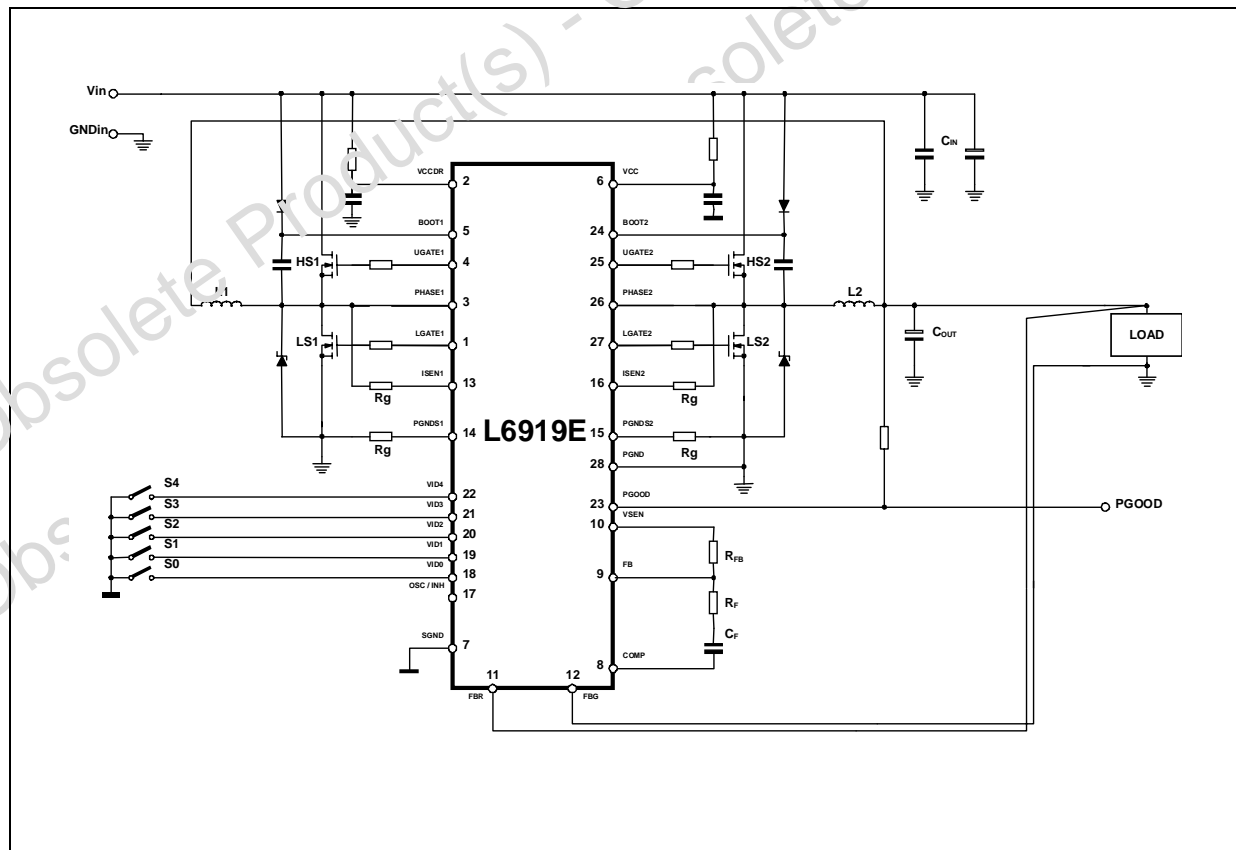 Obsolete Product(s) - O
solete
Obsolete
Obs
Vin
GNDin
CIN
VCCDR
2
6
VCC
BOOT1
5
24
BOOT2
HS1
UGATE1
4
25
UGATE2
HS2
L1
PHASE1
3
26
PHASE2
L2
LS1
LGATE1
1
27
LGATE2
LS2
COUT
LOAD
ISEN1
13
16
ISEN2
Rg
Rg
PGNDS1
14
L6919E
15
PGNDS2
Rg
Rg
28
PGND
S4
VID4
22
23
PGOOD
PGOOD
S3
VID3
21
10
VSEN
S2
VID2
20
RFB
S1
VID1
19
9
FB
S0
VID0
18
OSC / INH
17
RF
CF
SGND
7
8
COMP
11
12
FBR
FBG